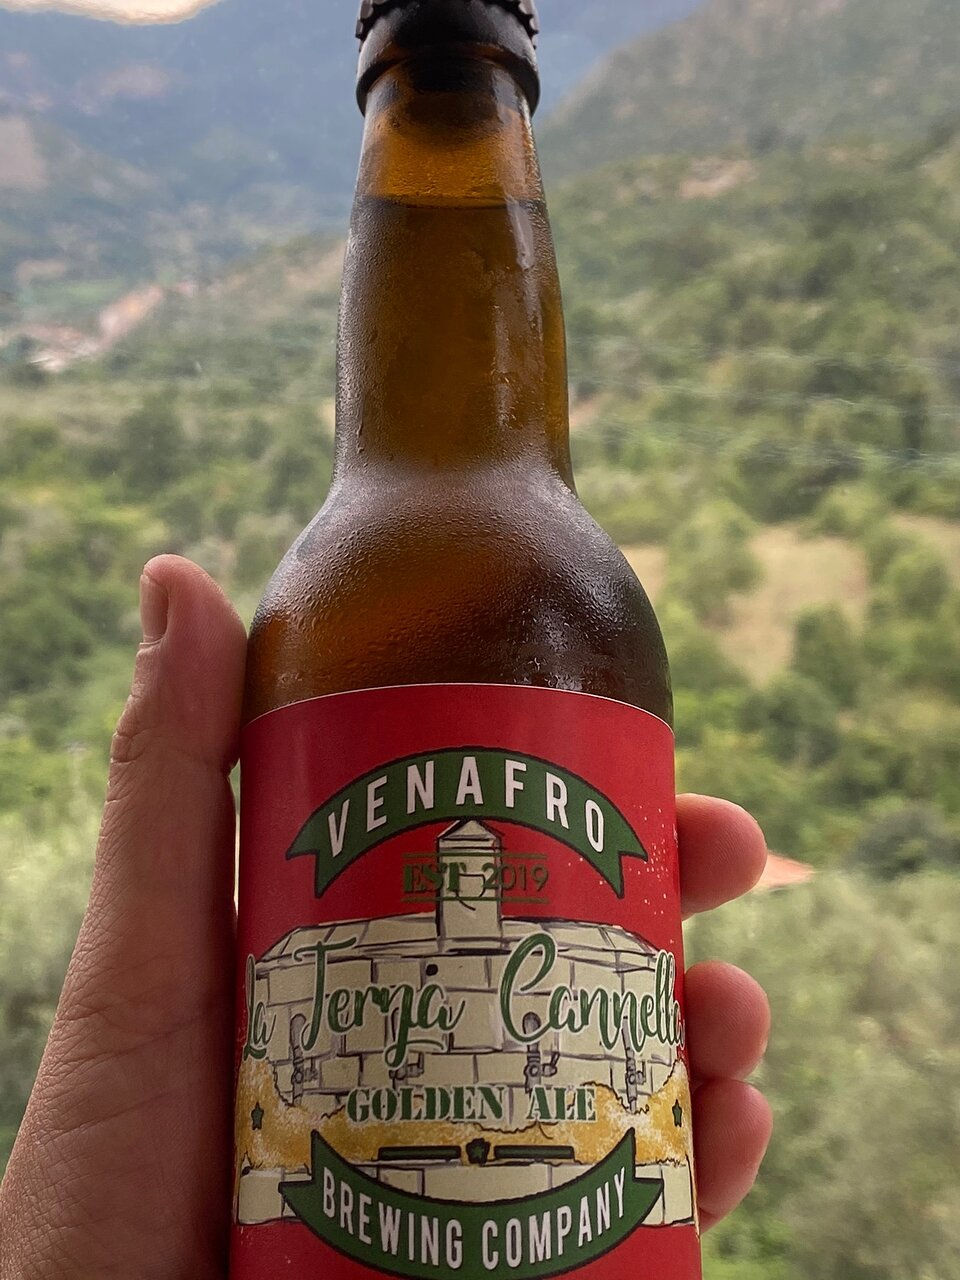 VENAFRO
EST 2019
La Terza Cannella
GOLDEN ALE
BREWING COMPANY